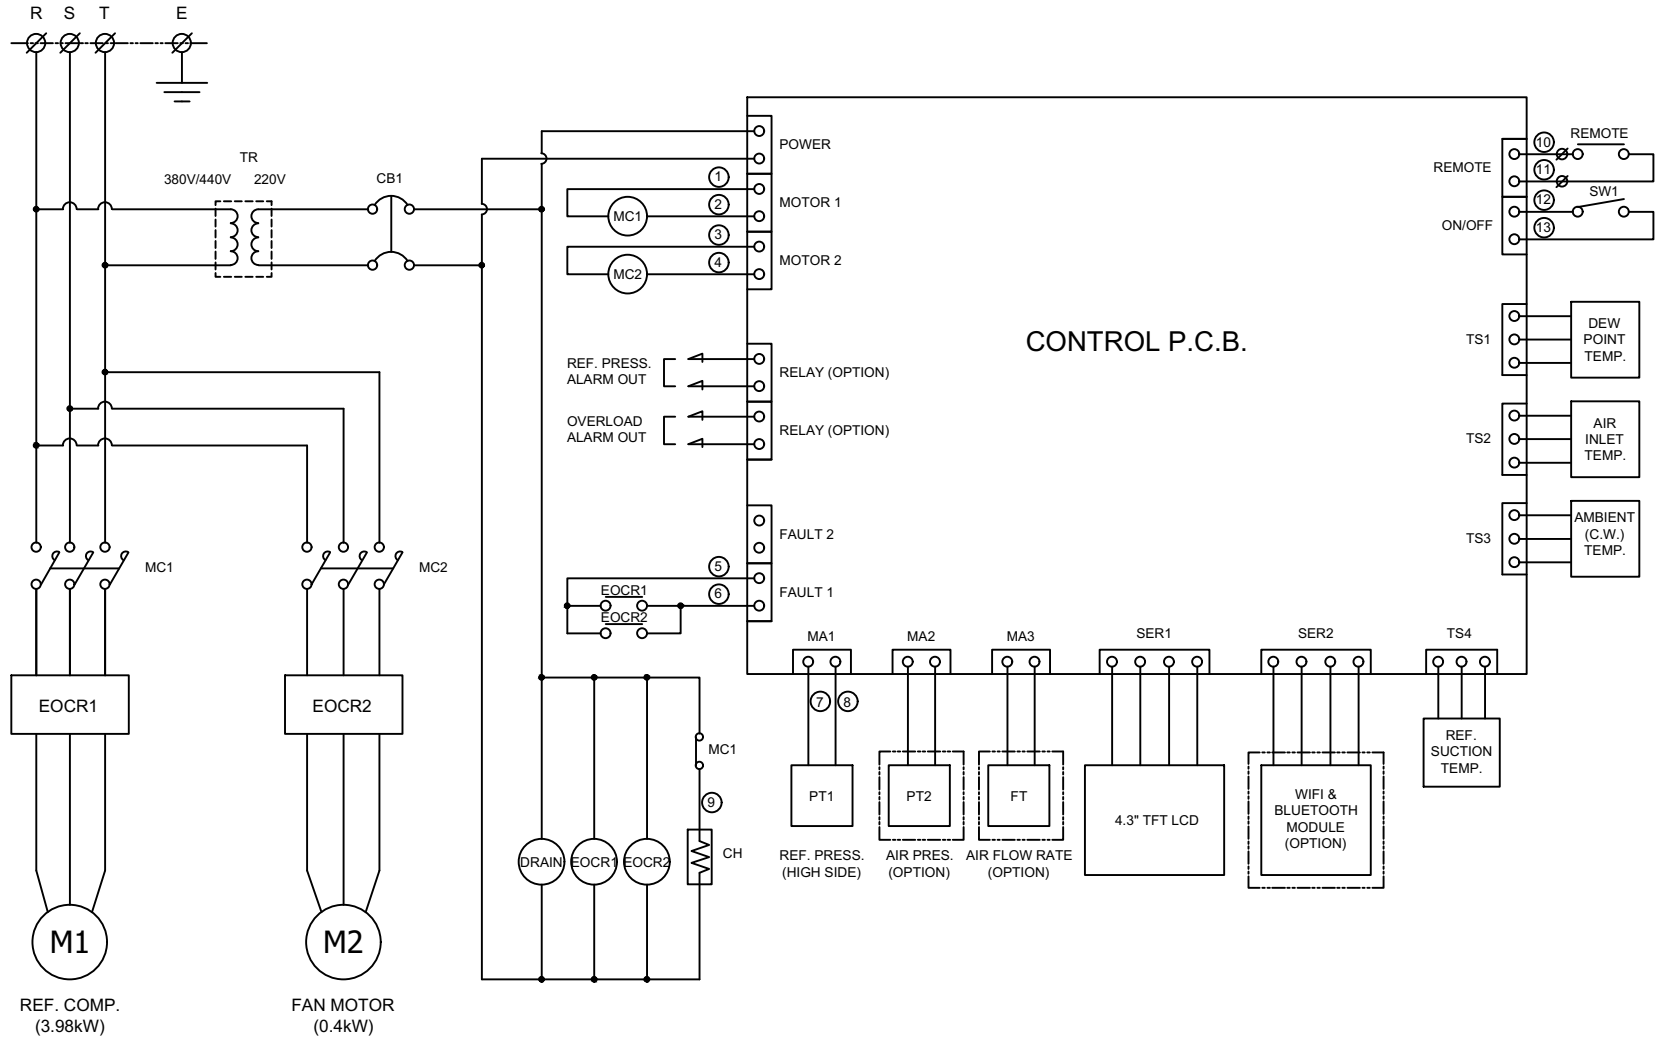 R S T E
TR
380V/440V 220V
CB1
POWER
MOTOR 1
MOTOR 2
1
2
3
4
MC1
MC2
REF. PRESS.
ALARM OUT
RELAY (OPTION)
OVERLOAD
ALARM OUT
RELAY (OPTION)
CONTROL P.C.B.
FAULT 2
FAULT 1
5
6
EOCR1
EOCR2
REMOTE
ON/OFF
10
11
12
13
REMOTE
SW1
TS1
DEW
POINT
TEMP.
TS2
AIR
INLET
TEMP.
TS3
AMBIENT
(C.W.)
TEMP.
MC1
MC2
EOCR1
EOCR2
M1
M2
REF. COMP.
(3.98kW)
FAN MOTOR
(0.4kW)
DRAIN
EOCR1
EOCR2
MC1
9
CH
MA1
7
8
PT1
REF. PRESS.
(HIGH SIDE)
MA2
PT2
AIR PRES.
(OPTION)
MA3
FT
AIR FLOW RATE
(OPTION)
SER1
4.3" TFT LCD
SER2
WIFI &
BLUETOOTH
MODULE
(OPTION)
TS4
REF.
SUCTION
TEMP.